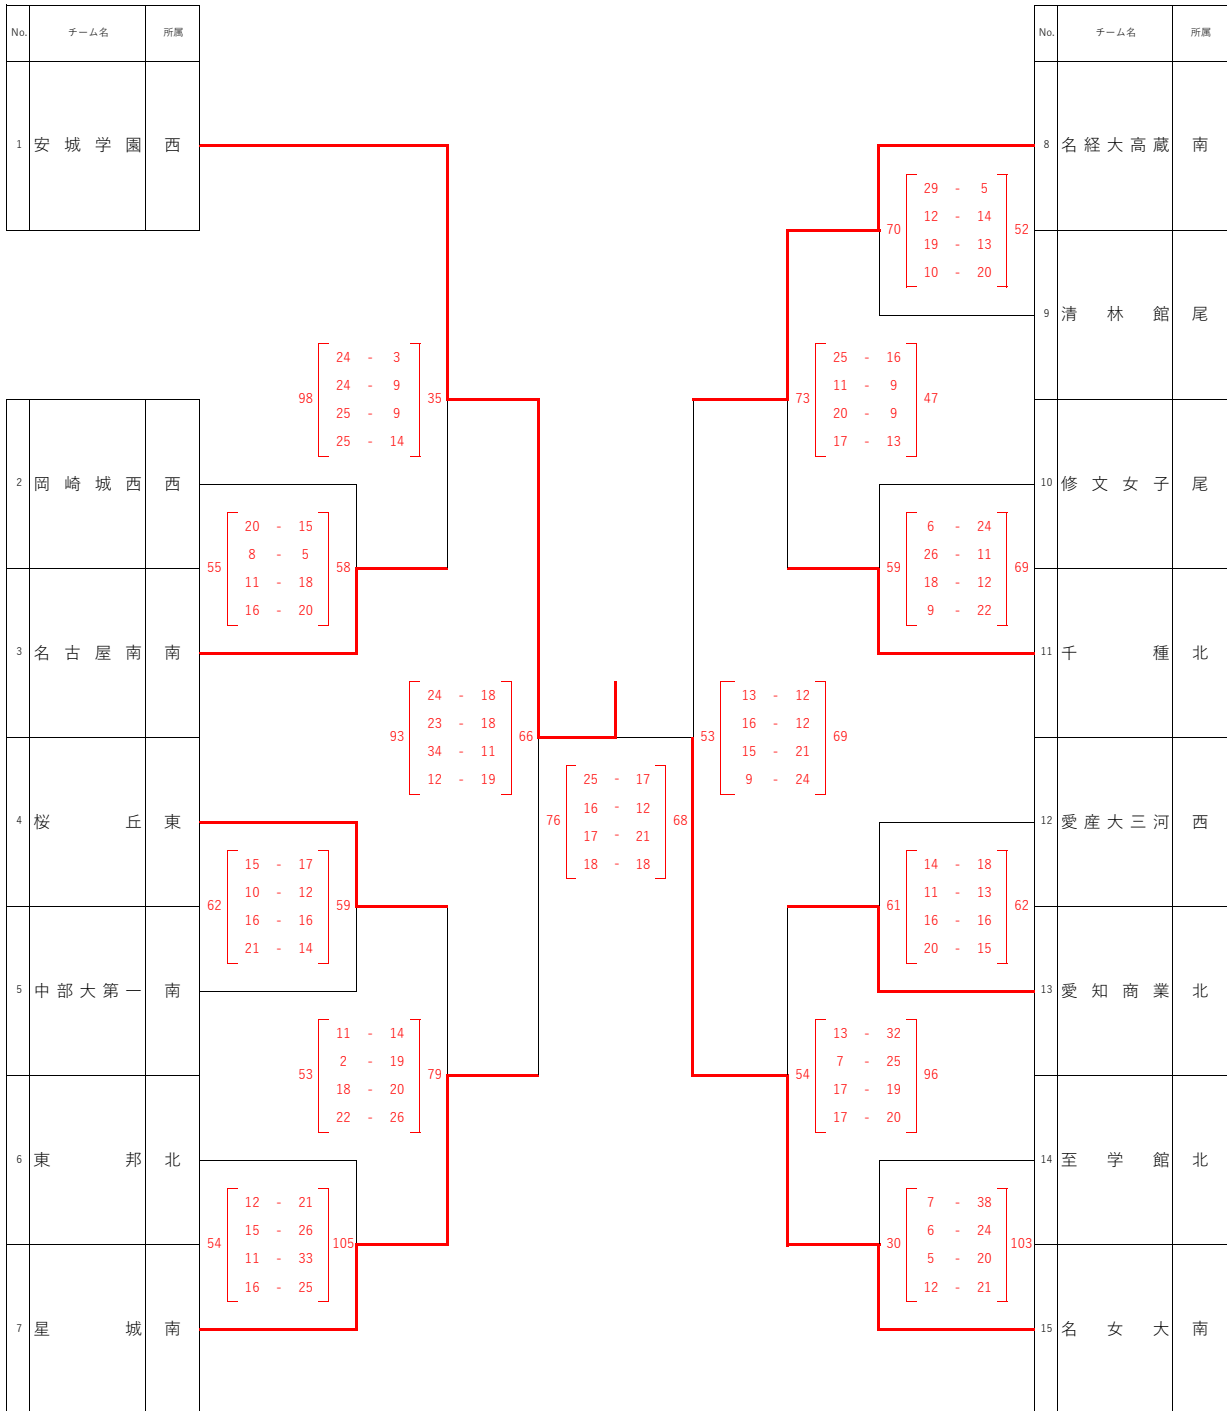 No. チーム名 所属
1 安城学園 西
2 岡崎城西 西
3 名古屋南 南
4 桜丘 東
5 中部大第一 南
6 東邦 北
7 星城 南
98 35
24 - 3
24 - 9
25 - 9
25 - 14
55 58
20 - 15
8 - 5
11 - 18
16 - 20
93 66
24 - 18
23 - 18
34 - 11
12 - 19
62 59
15 - 17
10 - 12
16 - 16
21 - 14
53 79
11 - 14
2 - 19
18 - 20
22 - 26
54 105
12 - 21
15 - 26
11 - 33
16 - 25
76 68
25 - 17
16 - 12
17 - 21
18 - 18
No. チーム名 所属
8 名経大高蔵 南
9 清林館 尾
10 修文女子 尾
11 千種 北
12 愛産大三河 西
13 愛知商業 北
14 至学館 北
15 名女大 南
70 52
29 - 5
12 - 14
19 - 13
10 - 20
73 47
25 - 16
11 - 9
20 - 9
17 - 13
59 69
6 - 24
26 - 11
18 - 12
9 - 22
53 69
13 - 12
16 - 12
15 - 21
9 - 24
61 62
14 - 18
11 - 13
16 - 16
20 - 15
54 96
13 - 32
7 - 25
17 - 19
17 - 20
30 103
7 - 38
6 - 24
5 - 20
12 - 21